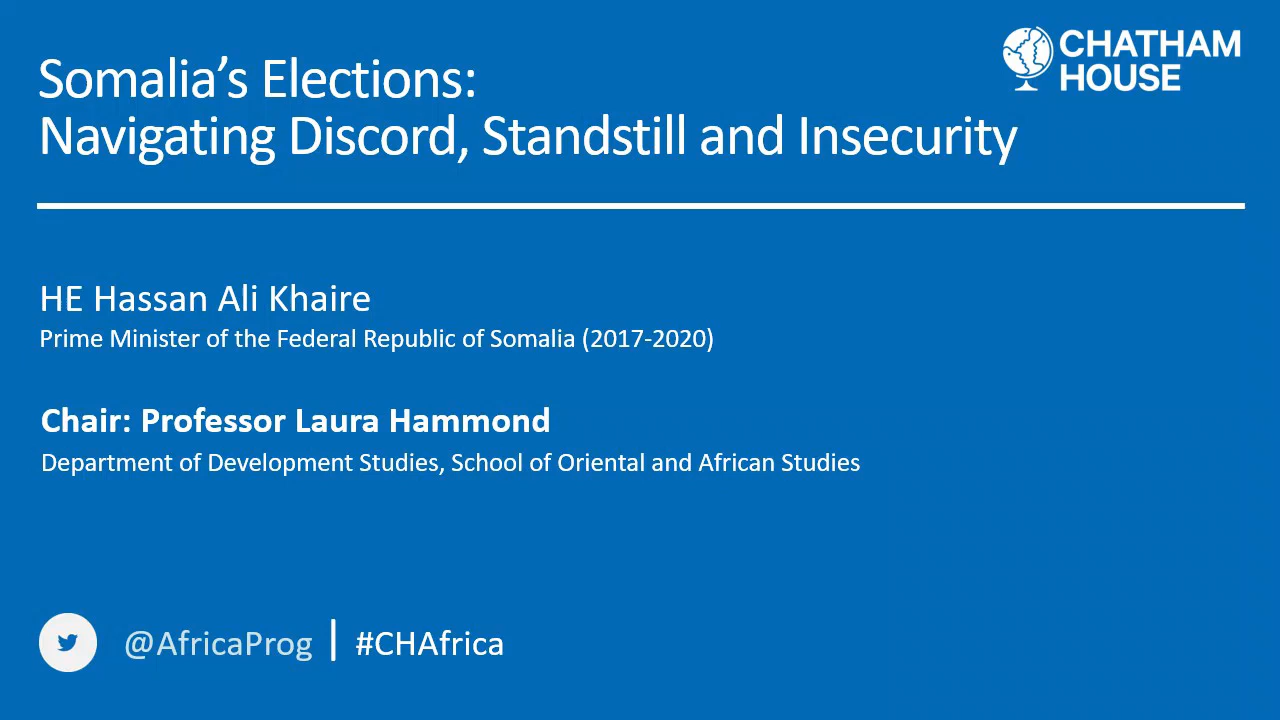 CHATHAM
HOUSE
Somalia’s Elections:
Navigating Discord, Standstill and Insecurity
HE Hassan Ali Khaire
Prime Minister of the Federal Republic of Somalia (2017-2020)
Chair: Professor Laura Hammond
Department of Development Studies, School of Oriental and African Studies
@AfricaProg | #CHAfrica